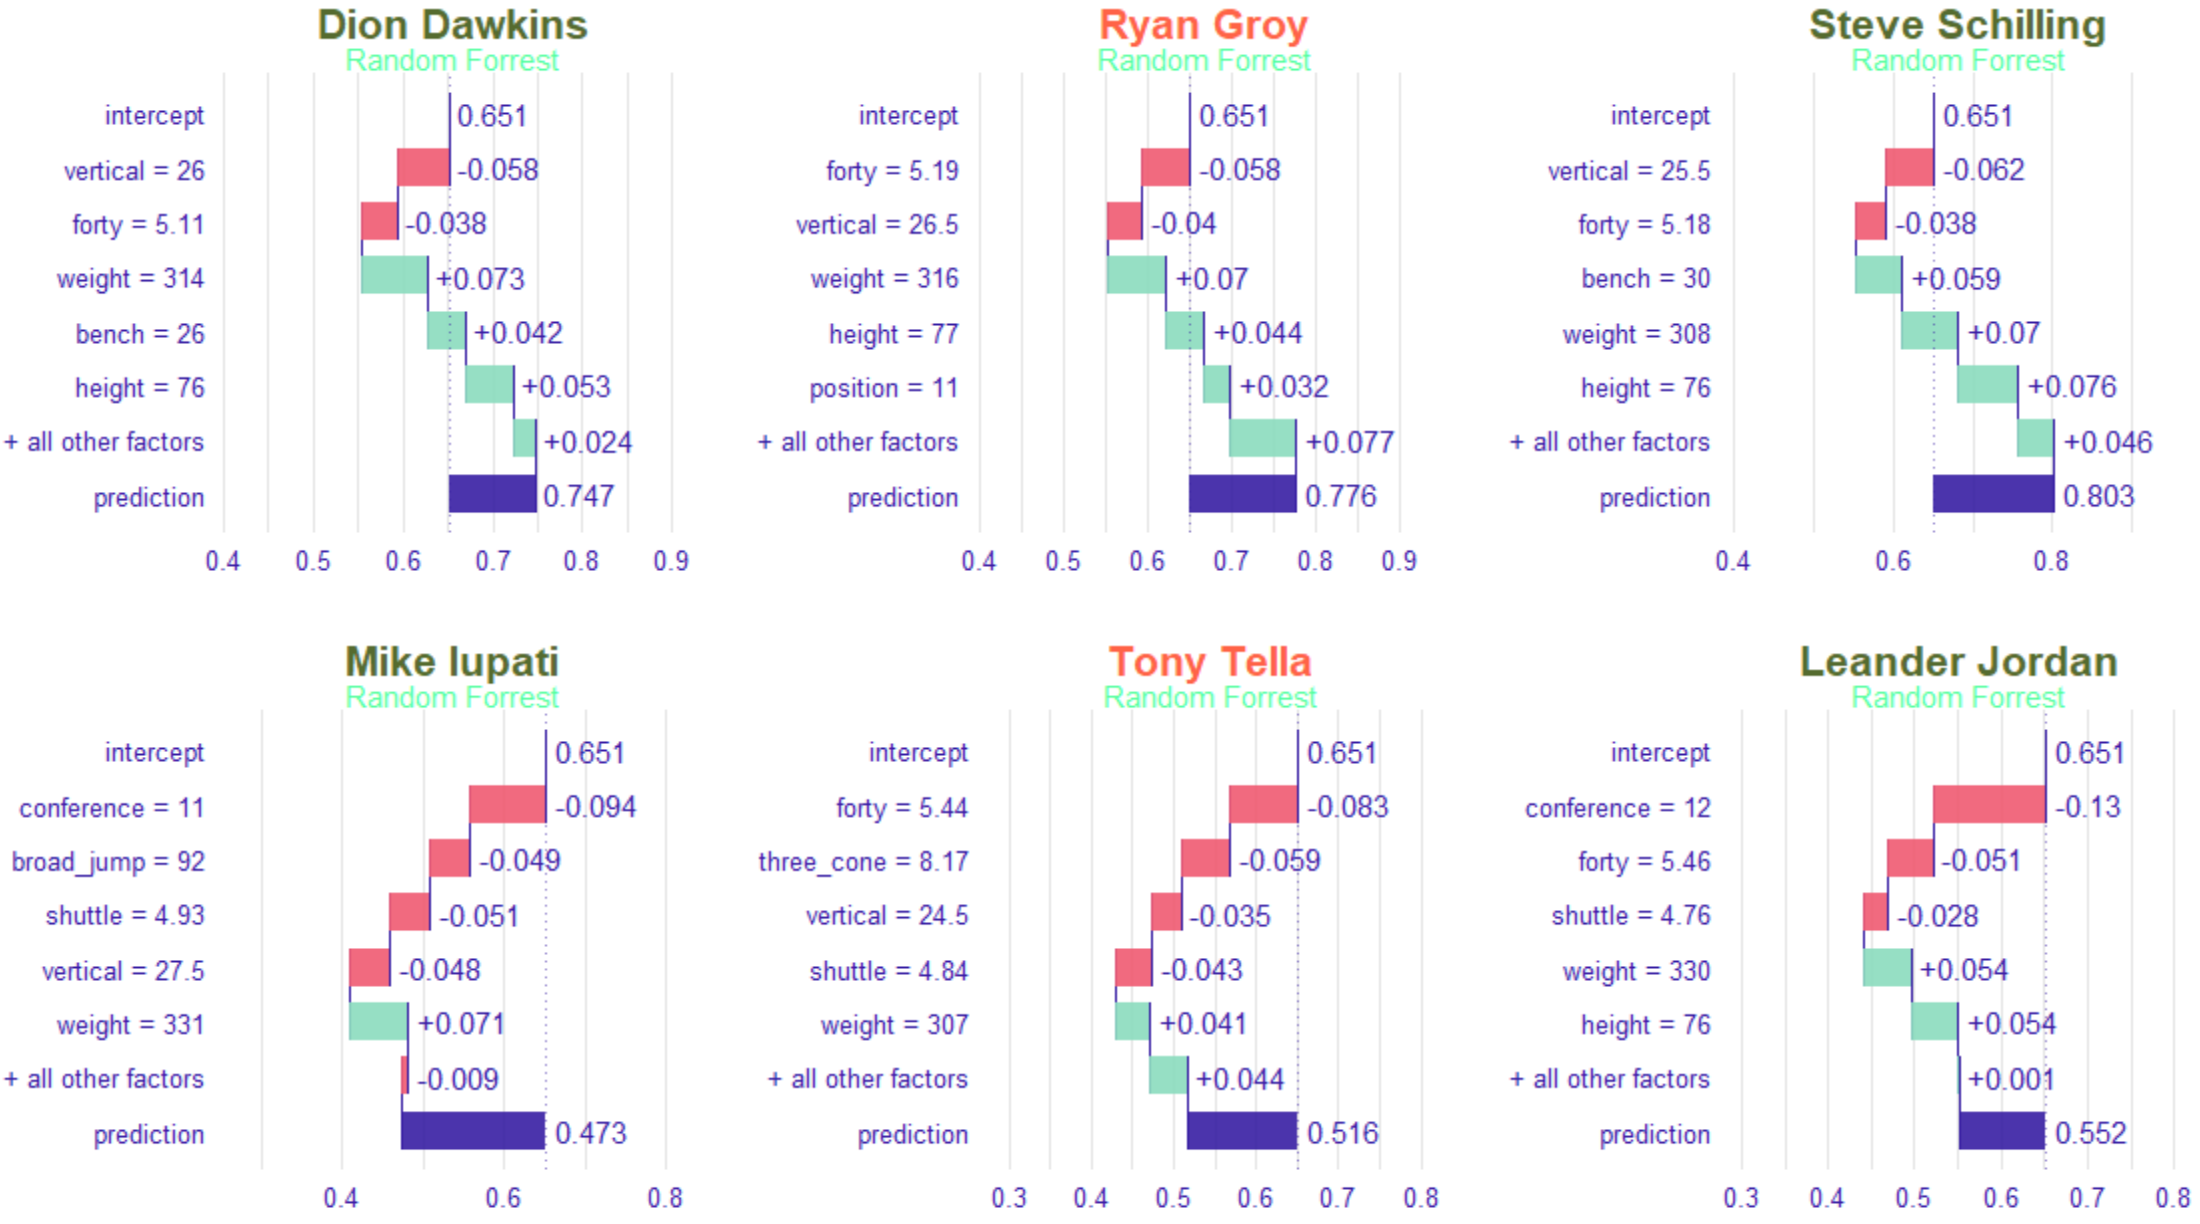 Dion Dawkins
Random Forrest
intercept 0.651
vertical = 26 -0.058
forty = 5.11 -0.038
weight = 314 +0.073
bench = 26 +0.042
height = 76 +0.053
+ all other factors +0.024
prediction 0.747
0.4 0.5 0.6 0.7 0.8 0.9
Ryan Groy
Random Forrest
intercept 0.651
forty = 5.19 -0.058
vertical = 26.5 -0.04
weight = 316 +0.07
height = 77 +0.044
position = 11 +0.032
+ all other factors +0.077
prediction 0.776
0.4 0.5 0.6 0.7 0.8 0.9
Steve Schilling
Random Forrest
intercept 0.651
vertical = 25.5 -0.062
forty = 5.18 -0.038
bench = 30 +0.059
weight = 308 +0.07
height = 76 +0.076
+ all other factors +0.046
prediction 0.803
0.4 0.6 0.8
Mike Iupati
Random Forrest
intercept 0.651
conference = 11 -0.094
broad_jump = 92 -0.049
shuttle = 4.93 -0.051
vertical = 27.5 -0.048
weight = 331 +0.071
+ all other factors -0.009
prediction 0.473
0.4 0.6 0.8
Tony Tella
Random Forrest
intercept 0.651
forty = 5.44 -0.083
three_cone = 8.17 -0.059
vertical = 24.5 -0.035
shuttle = 4.84 -0.043
weight = 307 +0.041
+ all other factors +0.044
prediction 0.516
0.3 0.4 0.5 0.6 0.7 0.8
Leander Jordan
Random Forrest
intercept 0.651
conference = 12 -0.13
forty = 5.46 -0.051
shuttle = 4.76 -0.028
weight = 330 +0.054
height = 76 +0.054
+ all other factors +0.001
prediction 0.552
0.3 0.4 0.5 0.6 0.7 0.8